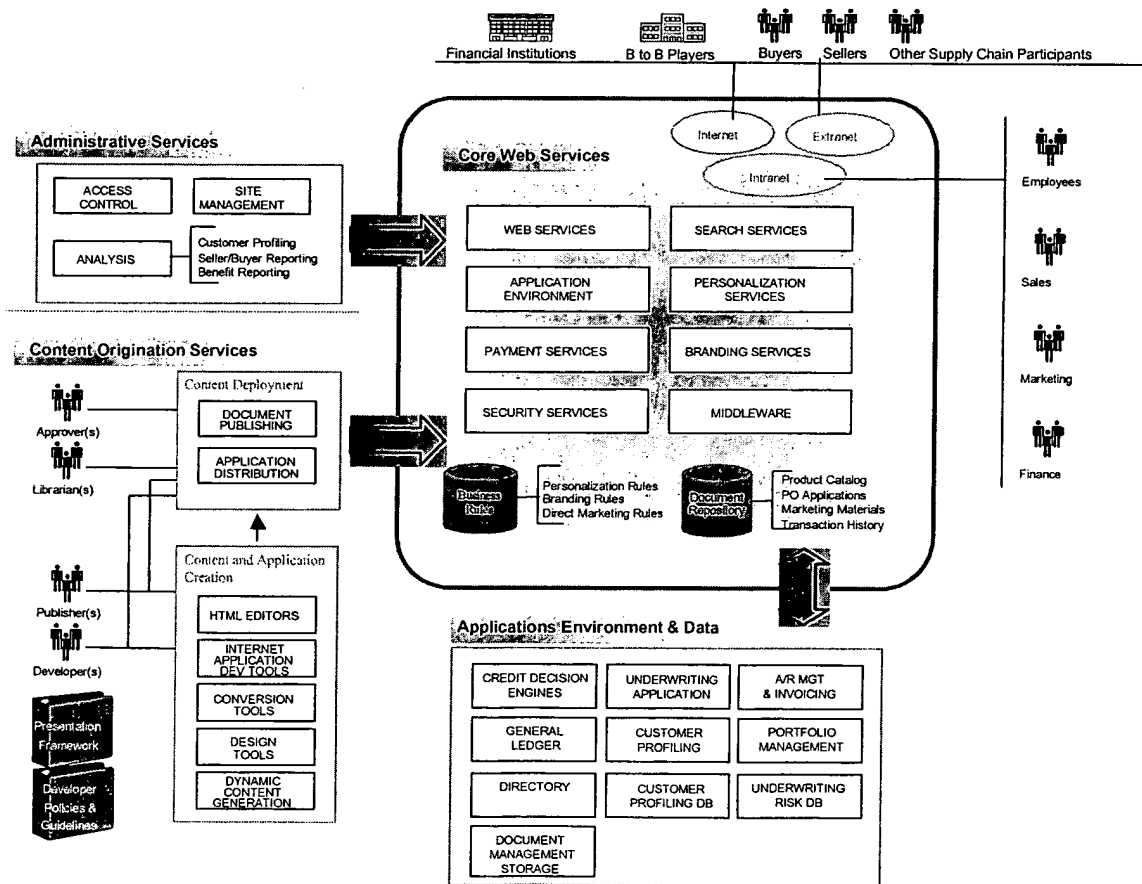 Financial Institutions
B to B Players
Buyers
Sellers
Other Supply Chain Participants
Administrative Services
ACCESS
CONTROL
SITE
MANAGEMENT
ANALYSIS
Customer Profiling
Seller/Buyer Reporting
Benefit Reporting
Content Origination Services
Approver(s)
Librarian(s)
Content Deployment
DOCUMENT
PUBLISHING
APPLICATION
DISTRIBUTION
Publisher(s)
Developer(s)
Content and Application
Creation
HTML EDITORS
INTERNET
APPLICATION
DEV TOOLS
CONVERSION
TOOLS
DESIGN
TOOLS
DYNAMIC
CONTENT
GENERATION
Presentation
Framework
Developer
Policies &
Guidelines
Core Web Services
Internet
Extranet
Intranet
WEB SERVICES
SEARCH SERVICES
APPLICATION
ENVIRONMENT
PERSONALIZATION
SERVICES
PAYMENT SERVICES
BRANDING SERVICES
SECURITY SERVICES
MIDDLEWARE
Business
Rules
Personalization Rules
Branding Rules
Direct Marketing Rules
Document
Repository
Product Catalog
PO Applications
Marketing Materials
Transaction History
Employees
Sales
Marketing
Finance
Applications Environment & Data
CREDIT DECISION
ENGINES
UNDERWRITING
APPLICATION
A/R MGT
& INVOICING
GENERAL
LEDGER
CUSTOMER
PROFILING
PORTFOLIO
MANAGEMENT
DIRECTORY
CUSTOMER
PROFILING DB
UNDERWRITING
RISK DB
DOCUMENT
MANAGEMENT
STORAGE